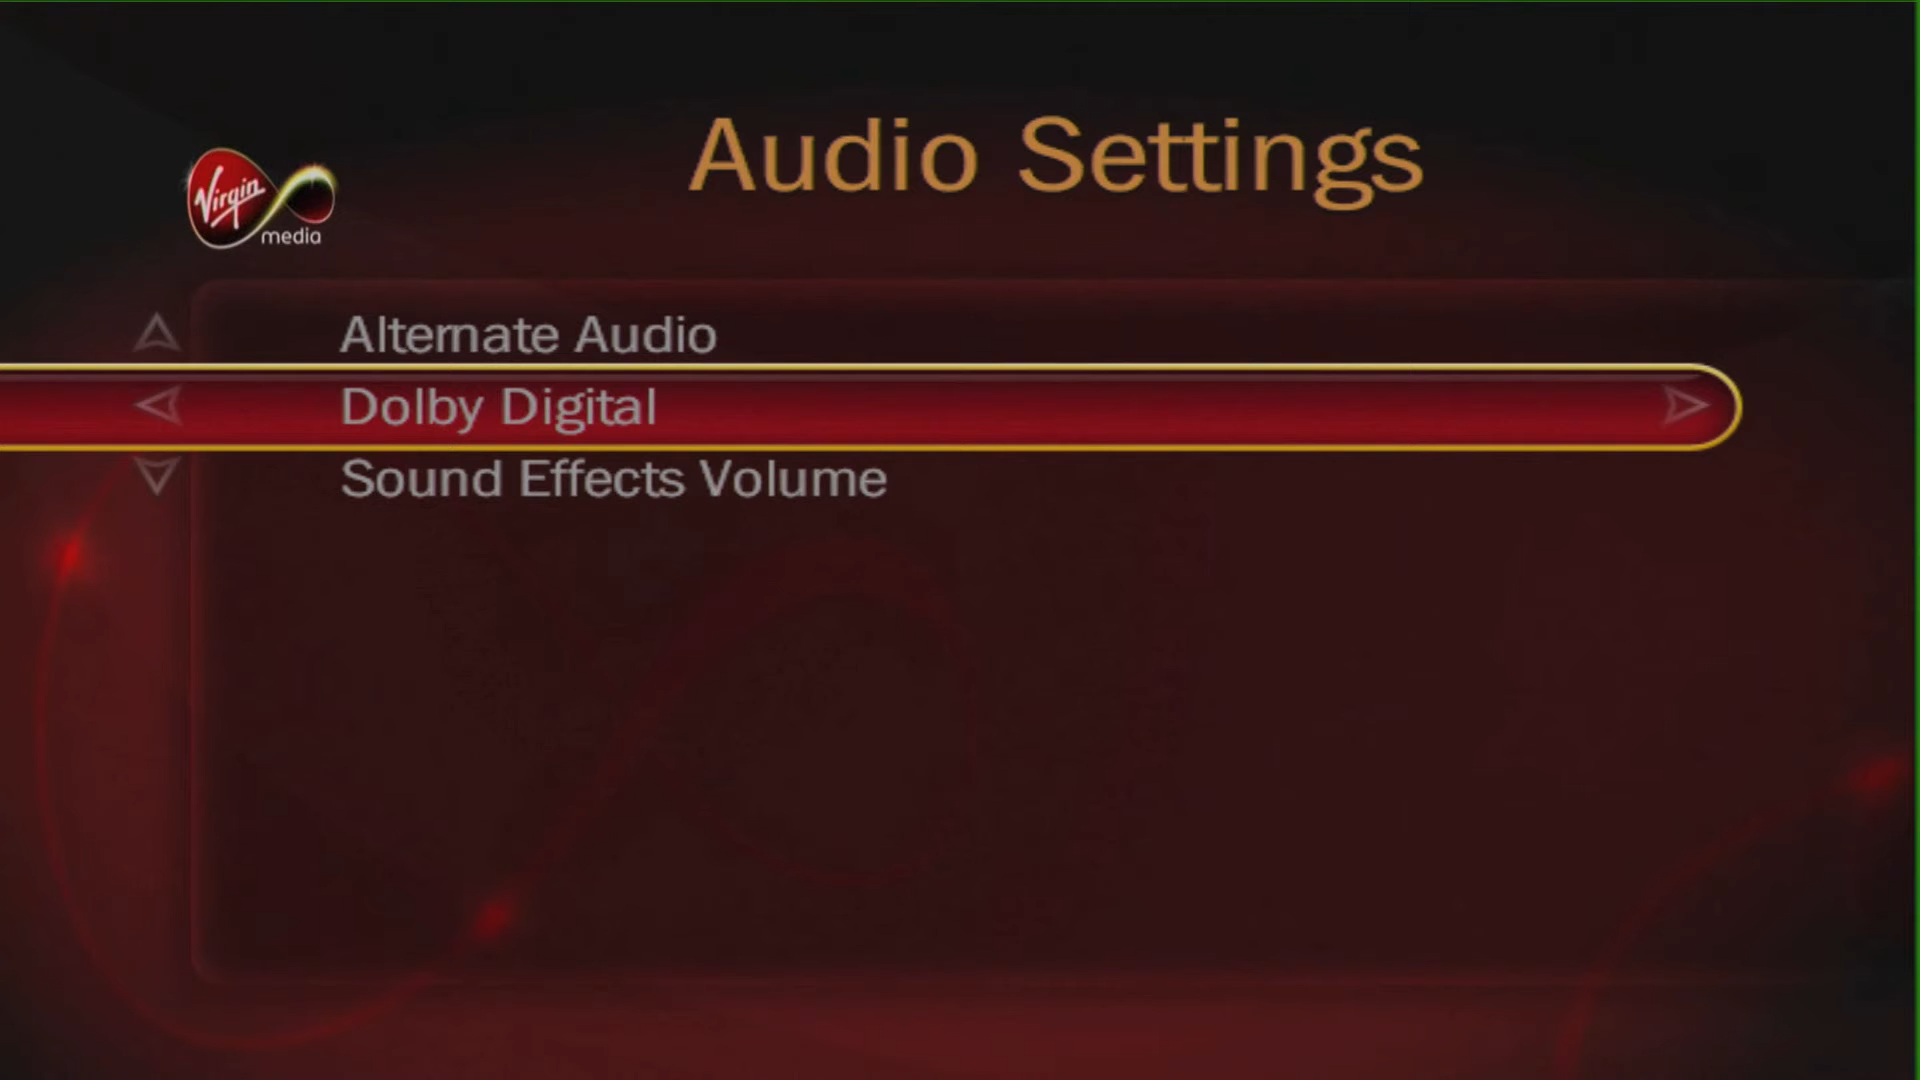 Audio Settings
Virgin
media
Alternate Audio
Dolby Digital
Sound Effects Volume